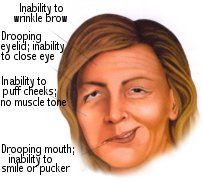 Inability to
wrinkle brow
Drooping
eyelid; inability
to close eye
Inability to
puff cheeks;
no muscle tone
Drooping mouth;
inability to
smile or pucker